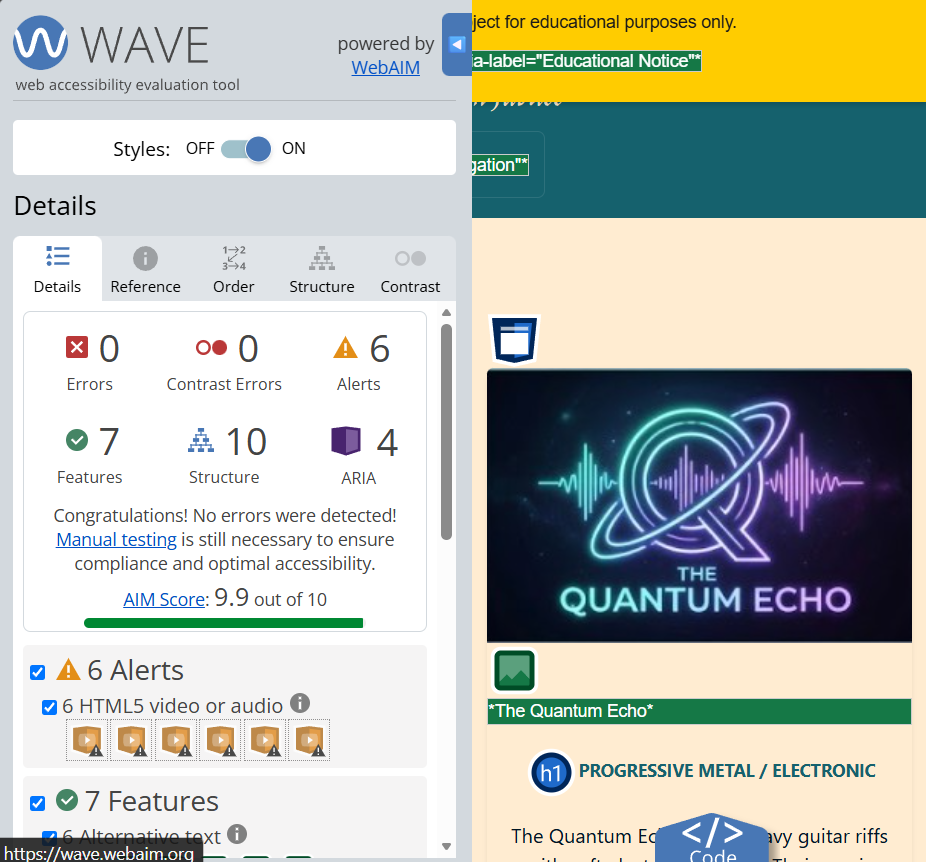 WAVE
web accessibility evaluation tool
powered by
WebAIM
Styles: OFF ON
Details
Details Reference Order Structure Contrast
0 0 6
Errors Contrast Errors Alerts
7 10 4
Features Structure ARIA
Congratulations! No errors were detected!
Manual testing is still necessary to ensure
compliance and optimal accessibility.
AIM Score: 9.9 out of 10
6 Alerts
6 HTML5 video or audio
7 Features
6 Alternative text
https://wave.webaim.org
ject for educational purposes only.
a-label="Educational Notice"*
gation"*
THE
QUANTUM ECHO
*The Quantum Echo*
h1 PROGRESSIVE METAL / ELECTRONIC
The Quantum Ec avy guitar riffs
</> Code